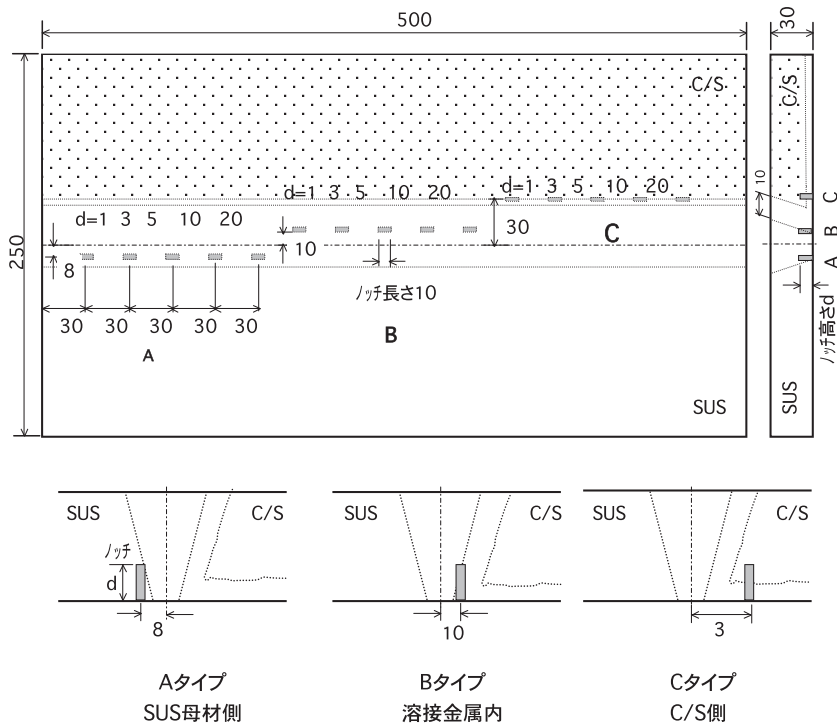 500
30
C/S
C/S
d=1 3 5 10 20
d=1 3 5 10 20
d=1 3 5 10 20
10
C
B
A
30
C
250
8
10
ノッチ長さ10
30 30 30 30 30
B
A
ノッチ高さd
SUS
SUS
SUS C/S
ノッチ
d
8
SUS C/S
10
SUS C/S
3
Aタイプ
SUS母材側
Bタイプ
溶接金属内
Cタイプ
C/S側